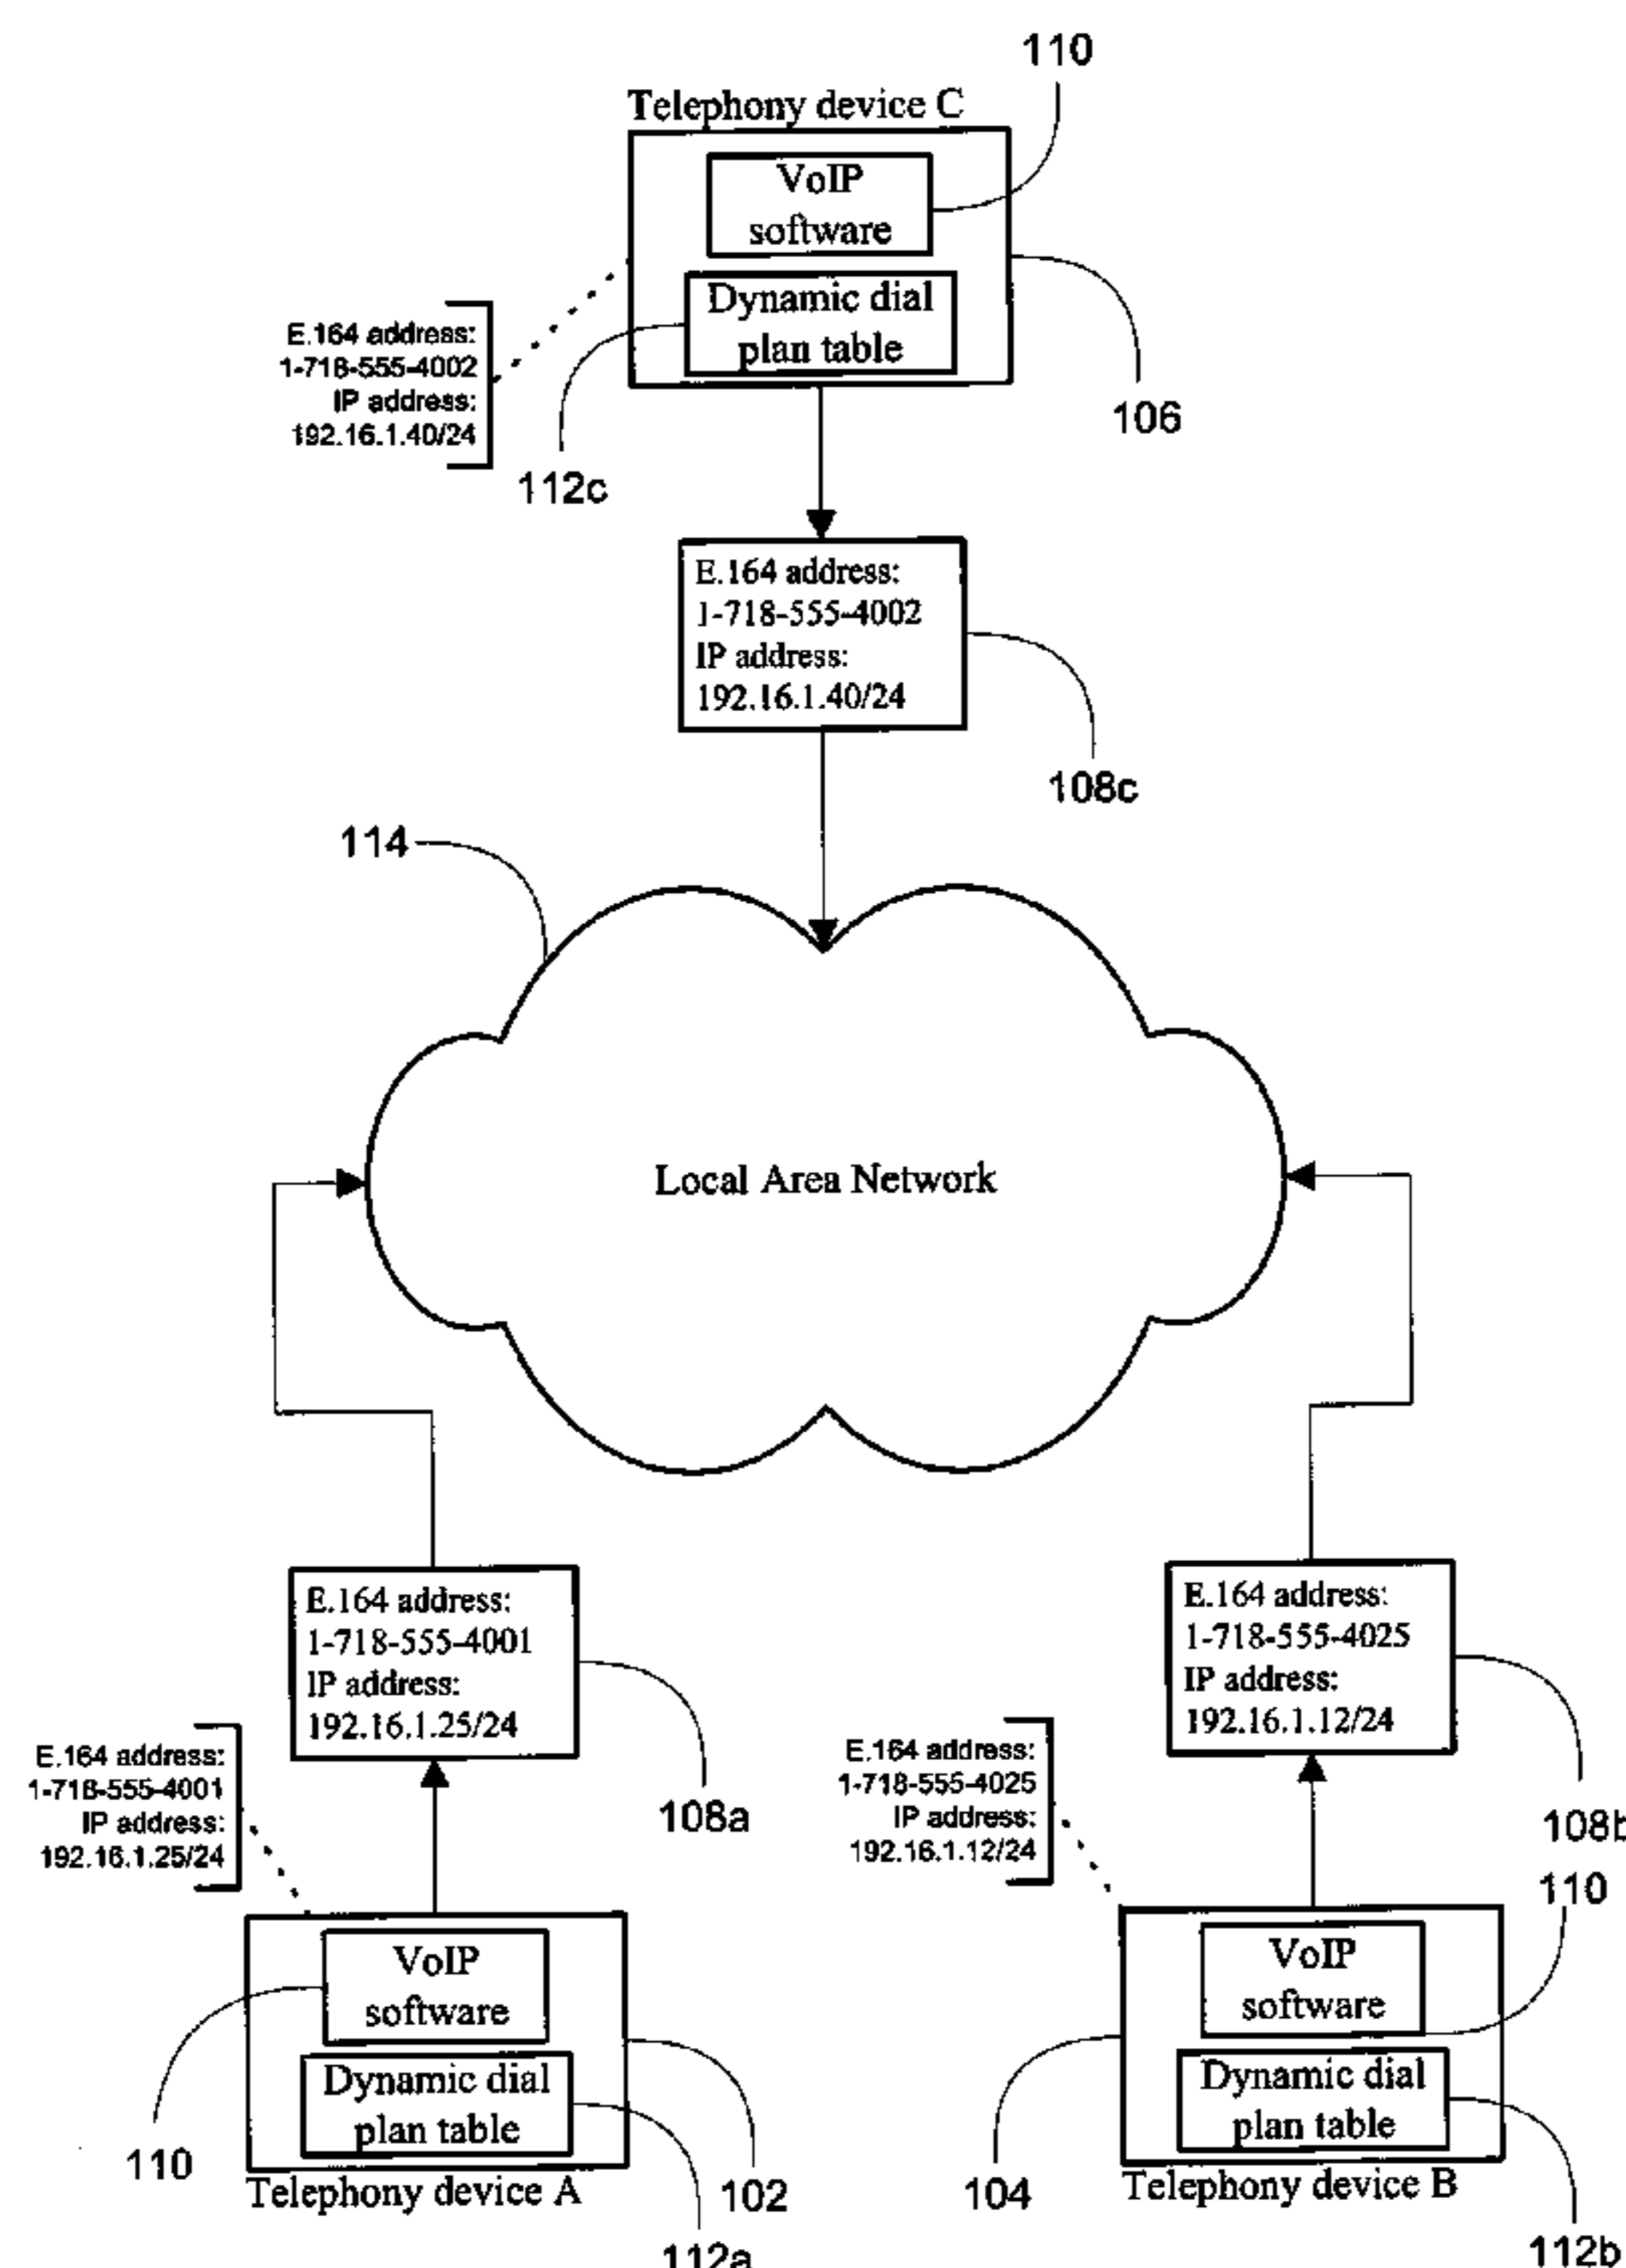 110
Telephony device C
VoIP
software
Dynamic dial
plan table
E.164 address:
1-718-555-4002
IP address:
192.16.1.40/24
106
112c
E.164 address:
1-718-555-4002
IP address:
192.16.1.40/24
108c
114
Local Area Network
E.164 address:
1-718-555-4001
IP address:
192.16.1.25/24
108a
E.164 address:
1-718-555-4001
IP address:
192.16.1.25/24
E.164 address:
1-718-555-4025
IP address:
192.16.1.12/24
108b
E.164 address:
1-718-555-4025
IP address:
192.16.1.12/24
110
VoIP
software
Dynamic dial
plan table
110
Telephony device A
102
112a
VoIP
software
Dynamic dial
plan table
104
Telephony device B
112b